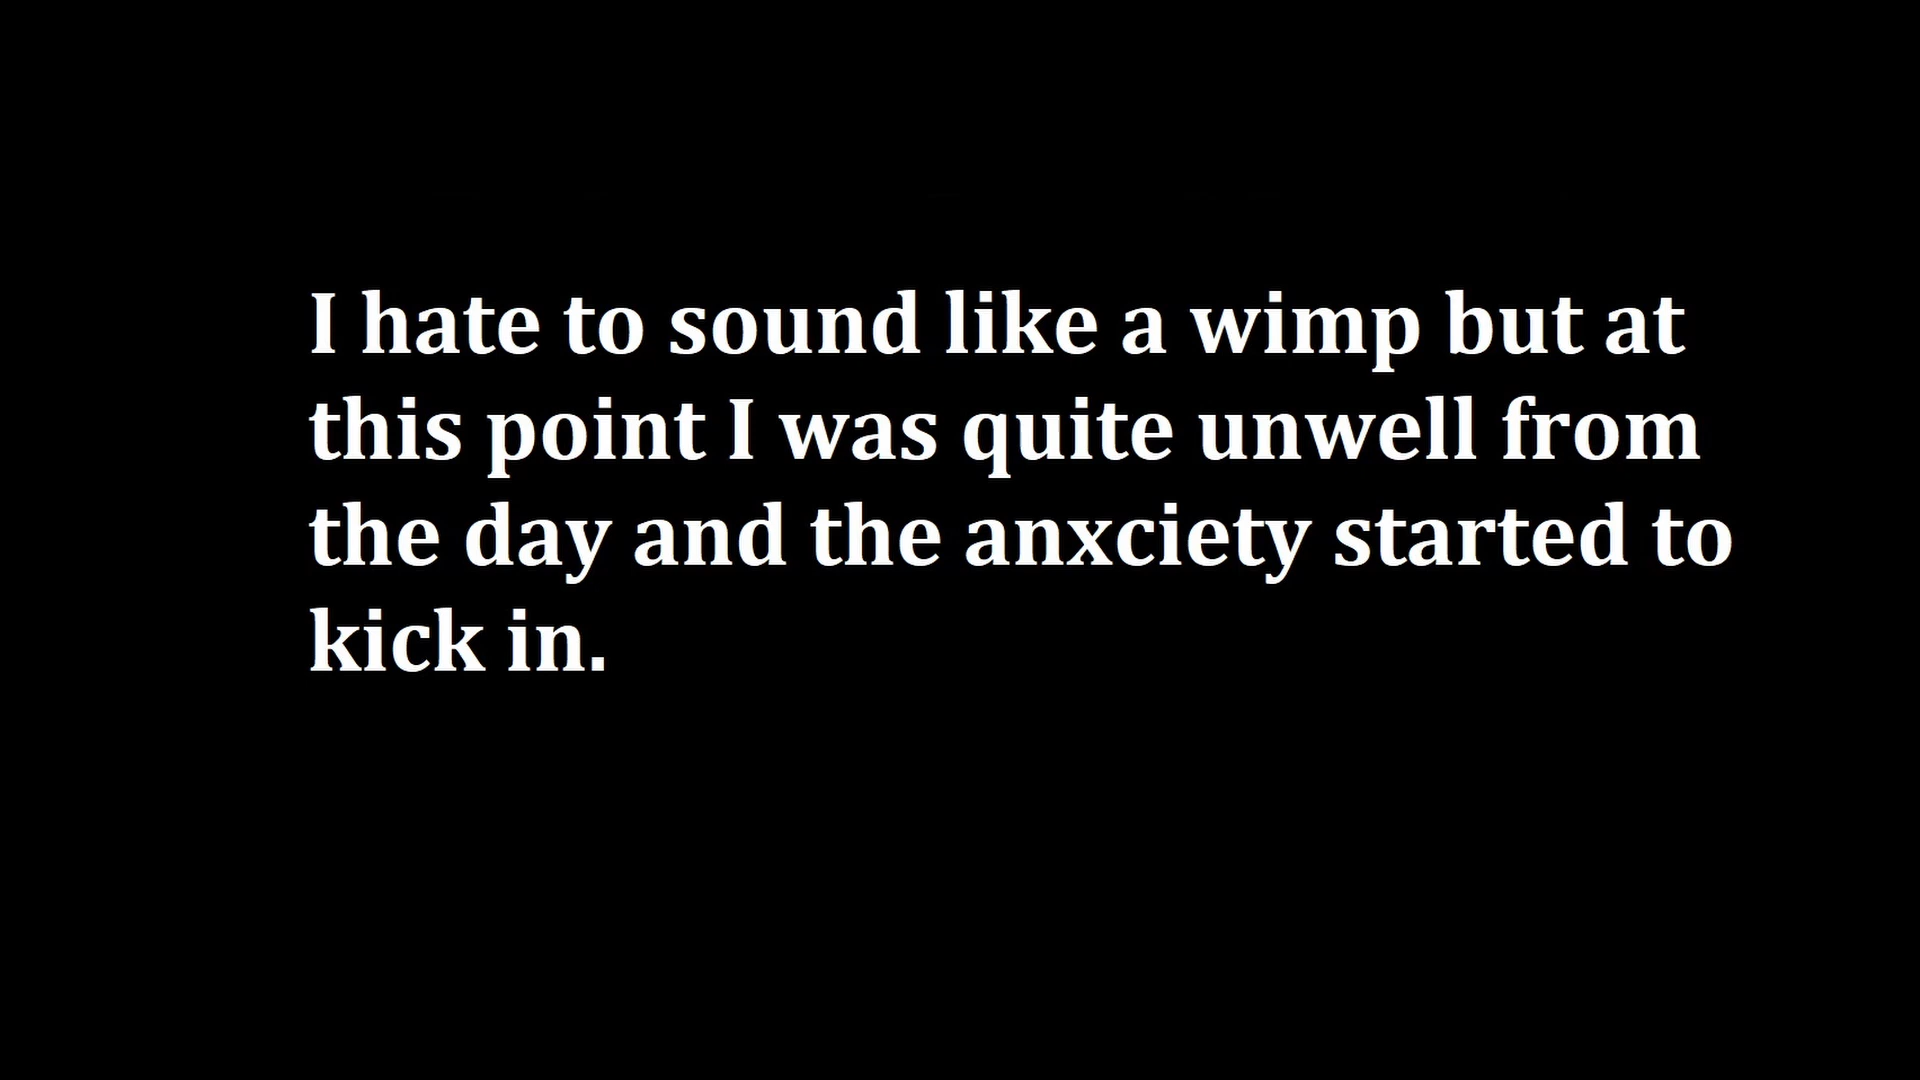 I hate to sound like a wimp but at
this point I was quite unwell from
the day and the anxciety started to
kick in.